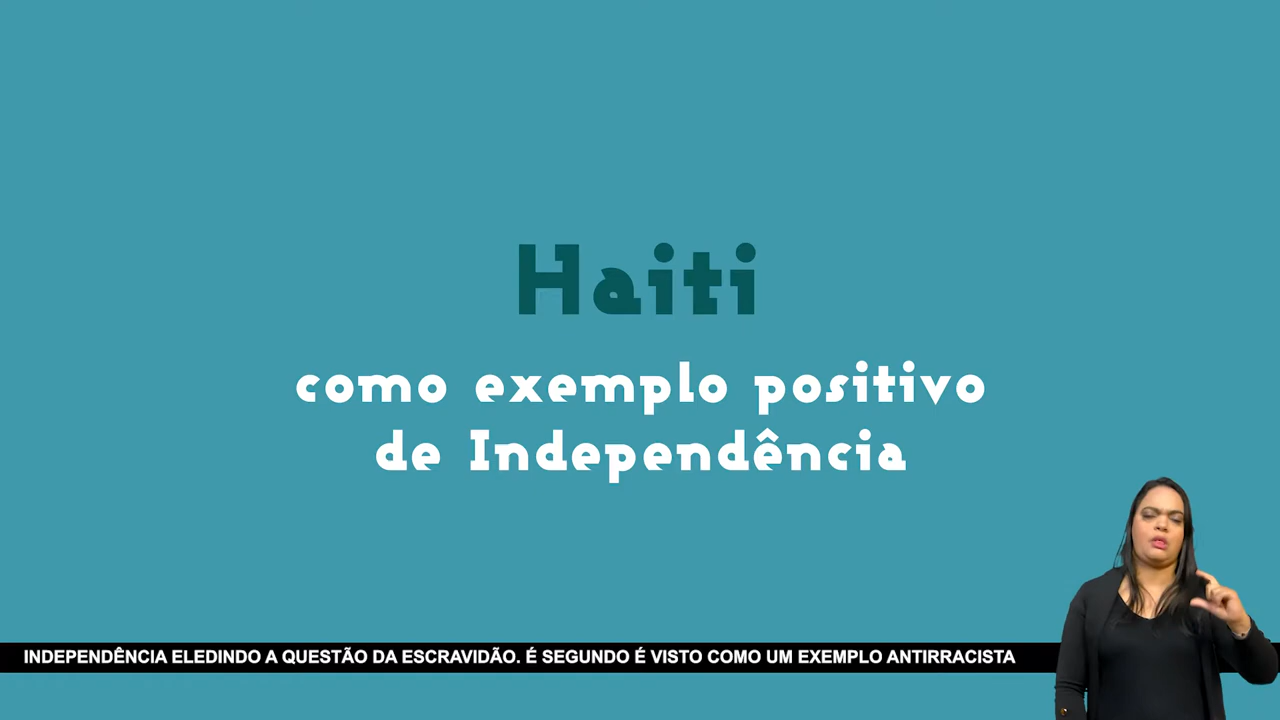 Haiti
como exemplo positivo
de Independência
INDEPENDÊNCIA ELEDINDO A QUESTÃO DA ESCRAVIDÃO. É SEGUNDO É VISTO COMO UM EXEMPLO ANTIRRACISTA